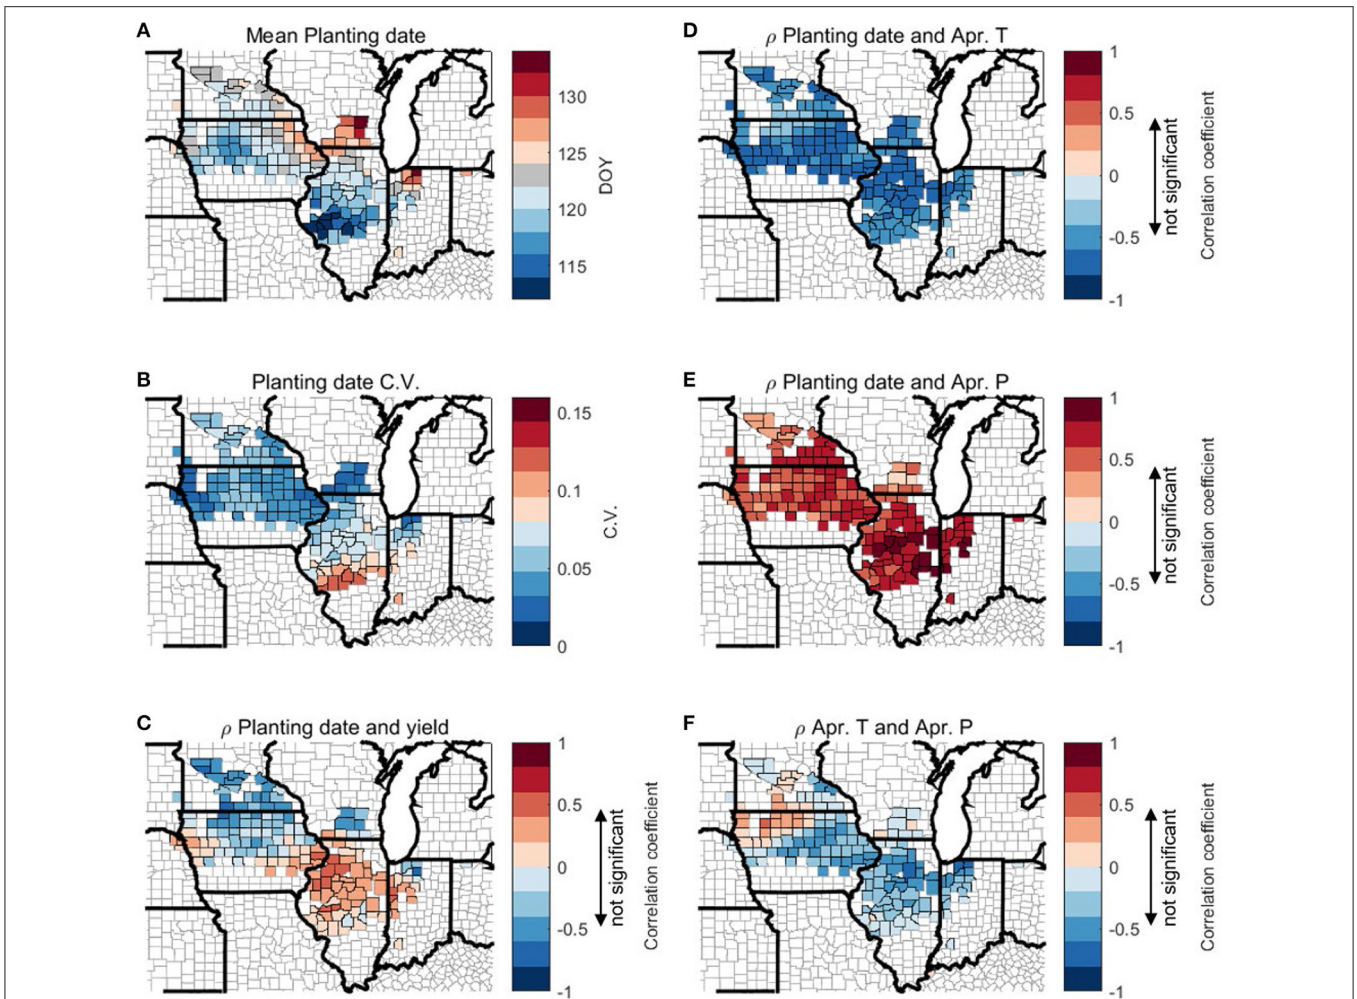 A
Mean Planting date
130
125
120
115
DOY
D
ρ Planting date and Apr. T
1
0.5
0
-0.5
-1
not significant
Correlation coefficient
B
Planting date C.V.
0.15
0.1
0.05
0
C.V.
E
ρ Planting date and Apr. P
1
0.5
0
-0.5
-1
not significant
Correlation coefficient
C
ρ Planting date and yield
1
0.5
0
-0.5
-1
not significant
Correlation coefficient
F
ρ Apr. T and Apr. P
1
0.5
0
-0.5
-1
not significant
Correlation coefficient